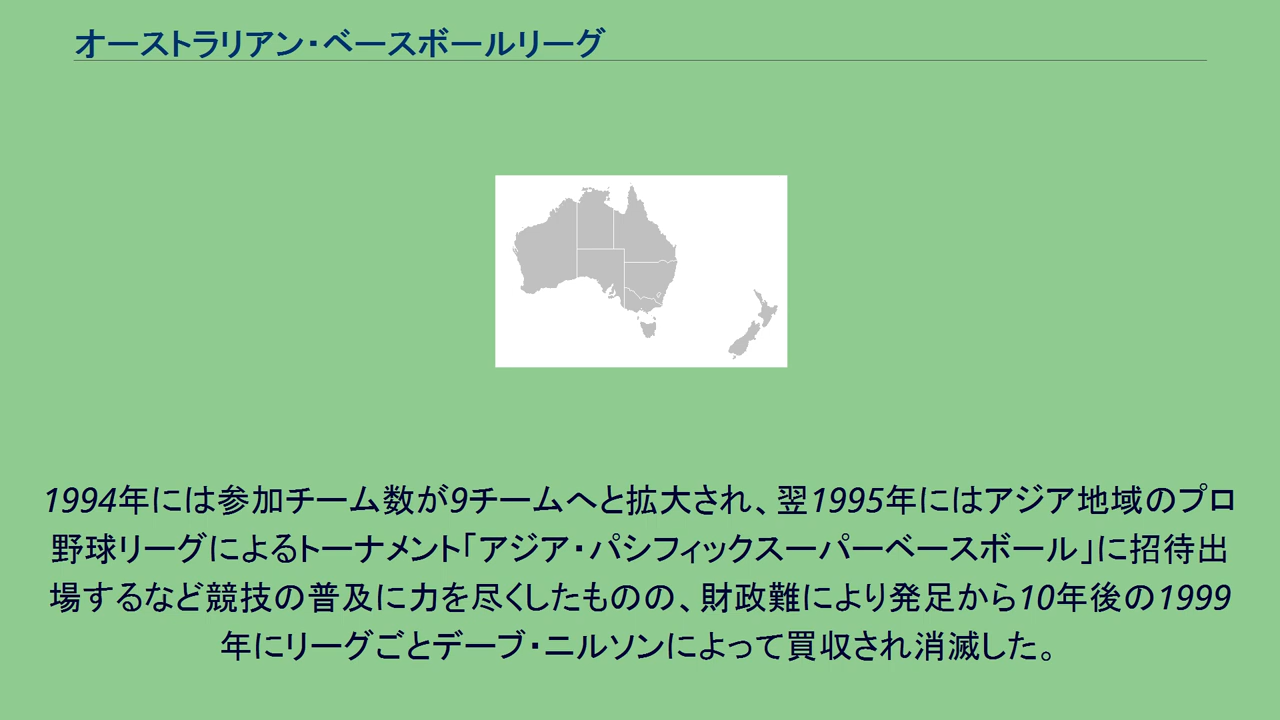 オーストラリアン・ベースボールリーグ
1994年には参加チーム数が9チームへと拡大され、翌1995年にはアジア地域のプロ
野球リーグによるトーナメント「アジア・パシフィックスーパーベースボール」に招待出
場するなど競技の普及に力を尽くしたものの、財政難により発足から10年後の1999
年にリーグごとデーブ・ニルソンによって買収され消滅した。